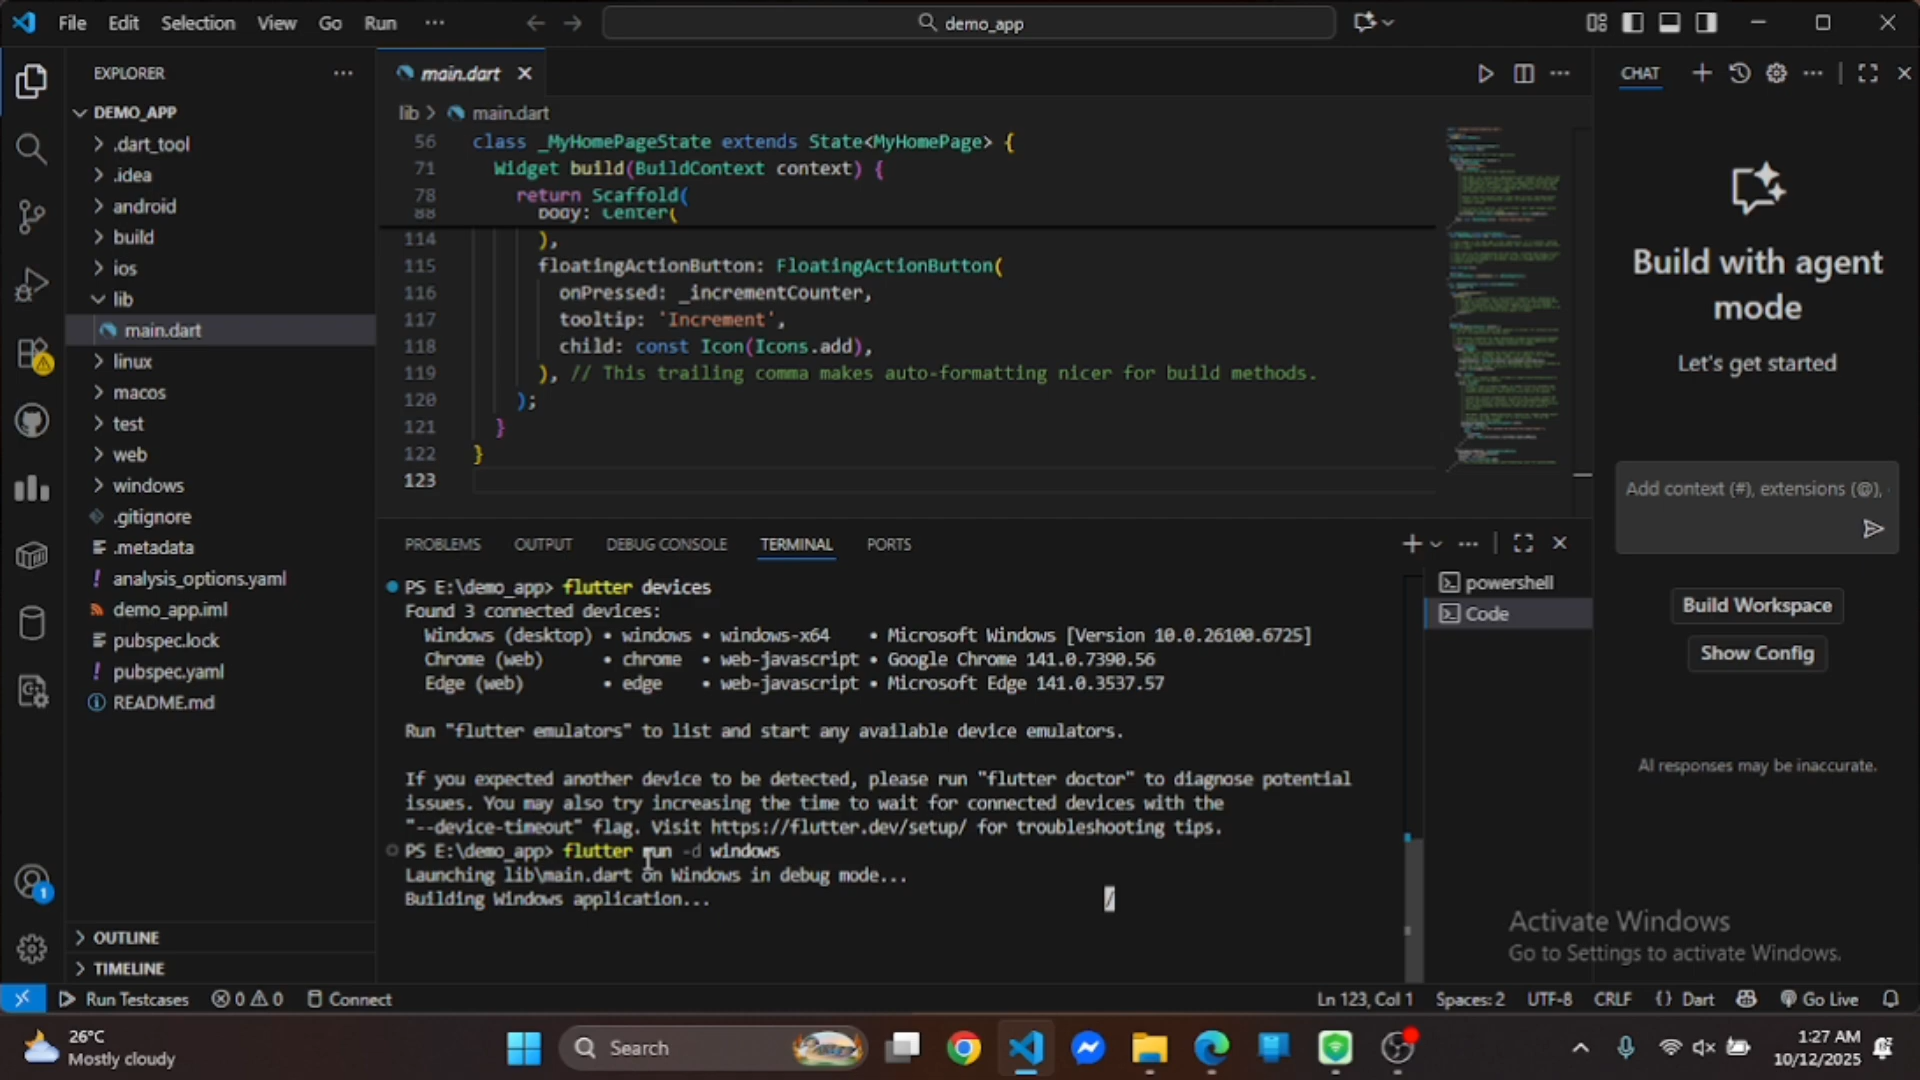 File Edit Selection View Go Run ···
demo_app
EXPLORER
DEMO_APP
.dart_tool
.idea
android
build
ios
lib
main.dart
linux
macos
test
web
windows
.gitignore
.metadata
analysis_options.yaml
demo_app.iml
pubspec.lock
pubspec.yaml
README.md
OUTLINE
TIMELINE
main.dart
lib > main.dart
56 class _MyHomePageState extends State<MyHomePage> {
71 Widget build(BuildContext context) {
78 return Scaffold(
88 body: Center(
114 ),
115 floatingActionButton: FloatingActionButton(
116 onPressed: _incrementCounter,
117 tooltip: 'Increment',
118 child: const Icon(Icons.add),
119 ), // This trailing comma makes auto-formatting nicer for build methods.
120 );
121 }
122 }
123
PROBLEMS OUTPUT DEBUG CONSOLE TERMINAL PORTS
PS E:\demo_app> flutter devices
Found 3 connected devices:
Windows (desktop) • windows • windows-x64 • Microsoft Windows [Version 10.0.26100.6725]
Chrome (web) • chrome • web-javascript • Google Chrome 141.0.7390.56
Edge (web) • edge • web-javascript • Microsoft Edge 141.0.3537.57
Run "flutter emulators" to list and start any available device emulators.
If you expected another device to be detected, please run "flutter doctor" to diagnose potential
issues. You may also try increasing the time to wait for connected devices with the
"--device-timeout" flag. Visit https://flutter.dev/setup/ for troubleshooting tips.
PS E:\demo_app> flutter run -d windows
Launching lib\main.dart on Windows in debug mode...
Building Windows application... /
powershell
Code
CHAT
Build with agent
mode
Let's get started
Add context (#), extensions (@),
Build Workspace
Show Config
AI responses may be inaccurate.
Activate Windows
Go to Settings to activate Windows.
1
Run Testcases 0 0 Connect
Ln 123, Col 1 Spaces: 2 UTF-8 CRLF {} Dart Go Live
26°C
Mostly cloudy
Search
1:27 AM
10/12/2025